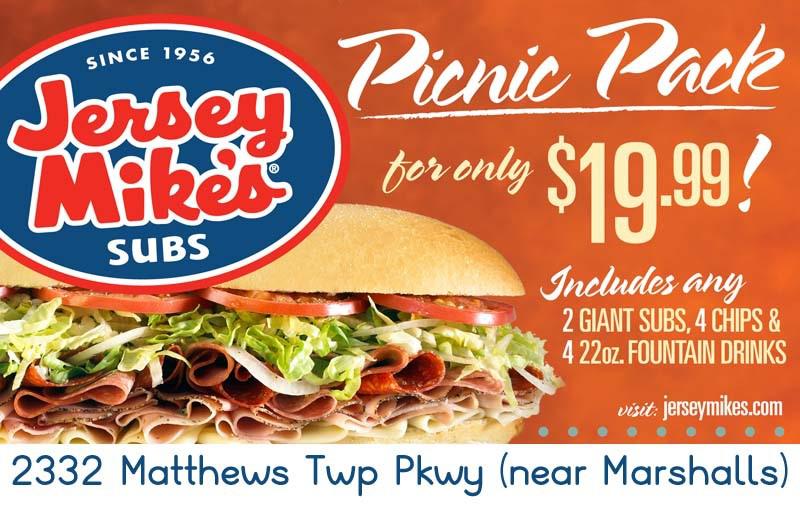 SINCE 1956
Jersey
Mike's®
SUBS
Picnic Pack
for only $19.99!
Includes any
2 GIANT SUBS, 4 CHIPS &
4 22oz. FOUNTAIN DRINKS
visit: jerseymikes.com
2332 Matthews Twp Pkwy (near Marshalls)